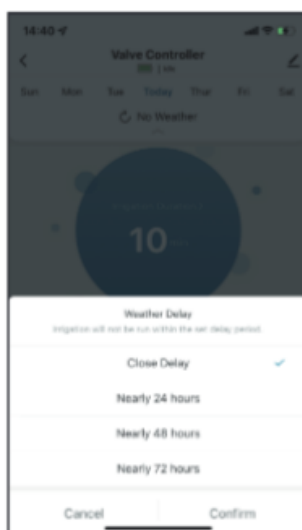 14:40
Valve Controller
Sun Mon Tue Today Thur Fri Sat
No Weather
10
Weather Delay
Irrigation will not be run within the set delay period.
Close Delay
Nearly 24 hours
Nearly 48 hours
Nearly 72 hours
Cancel Confirm